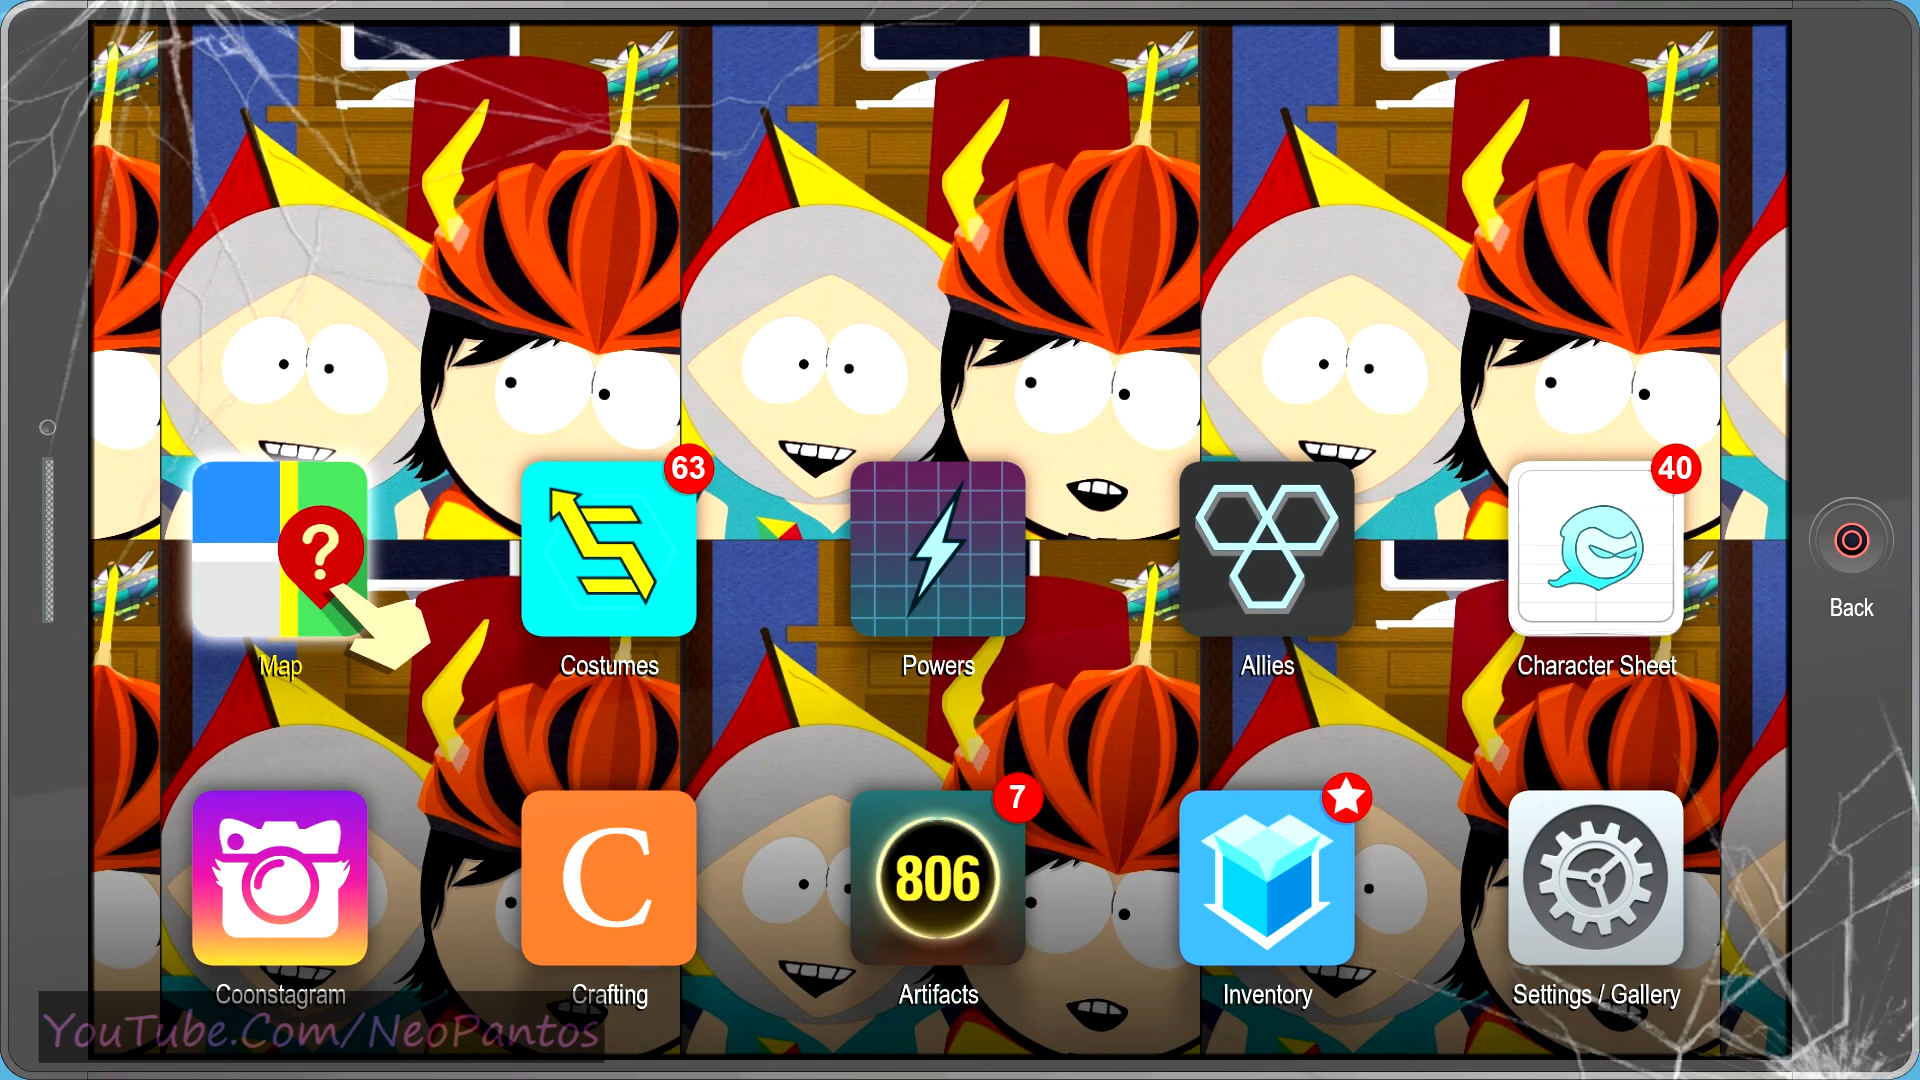 63
40
?
Map
Costumes
Powers
Allies
Character Sheet
Back
7
C
806
Coonstagram
Crafting
Artifacts
Inventory
Settings / Gallery
YouTube.Com/NeoPantos